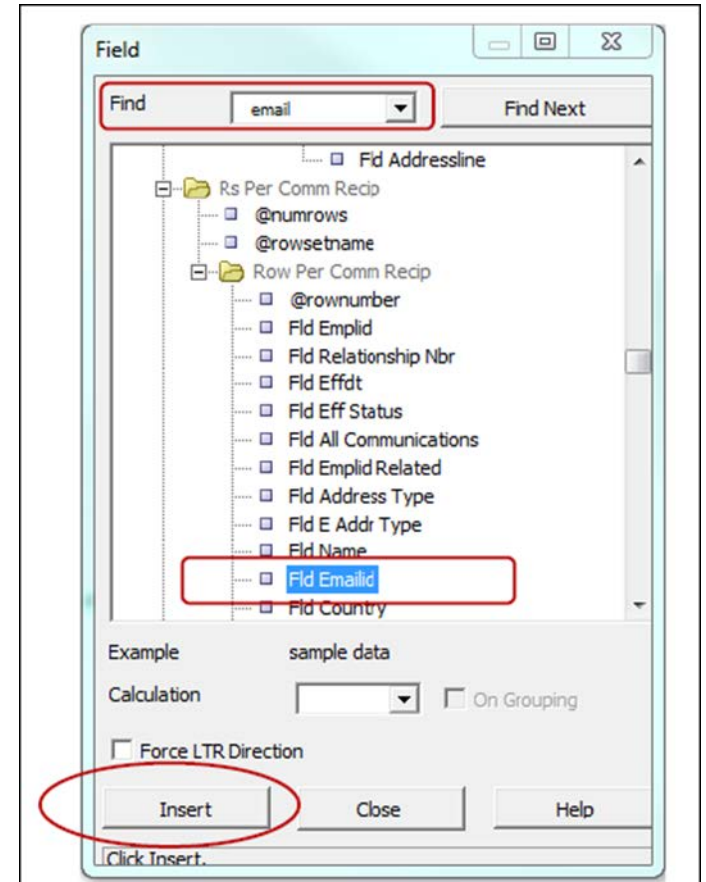 Field
Find email Find Next
Fld Addressline
Rs Per Comm Recip
@numrows
@rowsetname
Row Per Comm Recip
@rownumber
Fld Emplid
Fld Relationship Nbr
Fld Effdt
Fld Eff Status
Fld All Communications
Fld Emplid Related
Fld Address Type
Fld E Addr Type
Fld Name
Fld Emailid
Fld Country
Example sample data
Calculation On Grouping
Force LTR Direction
Insert Close Help
Click Insert.